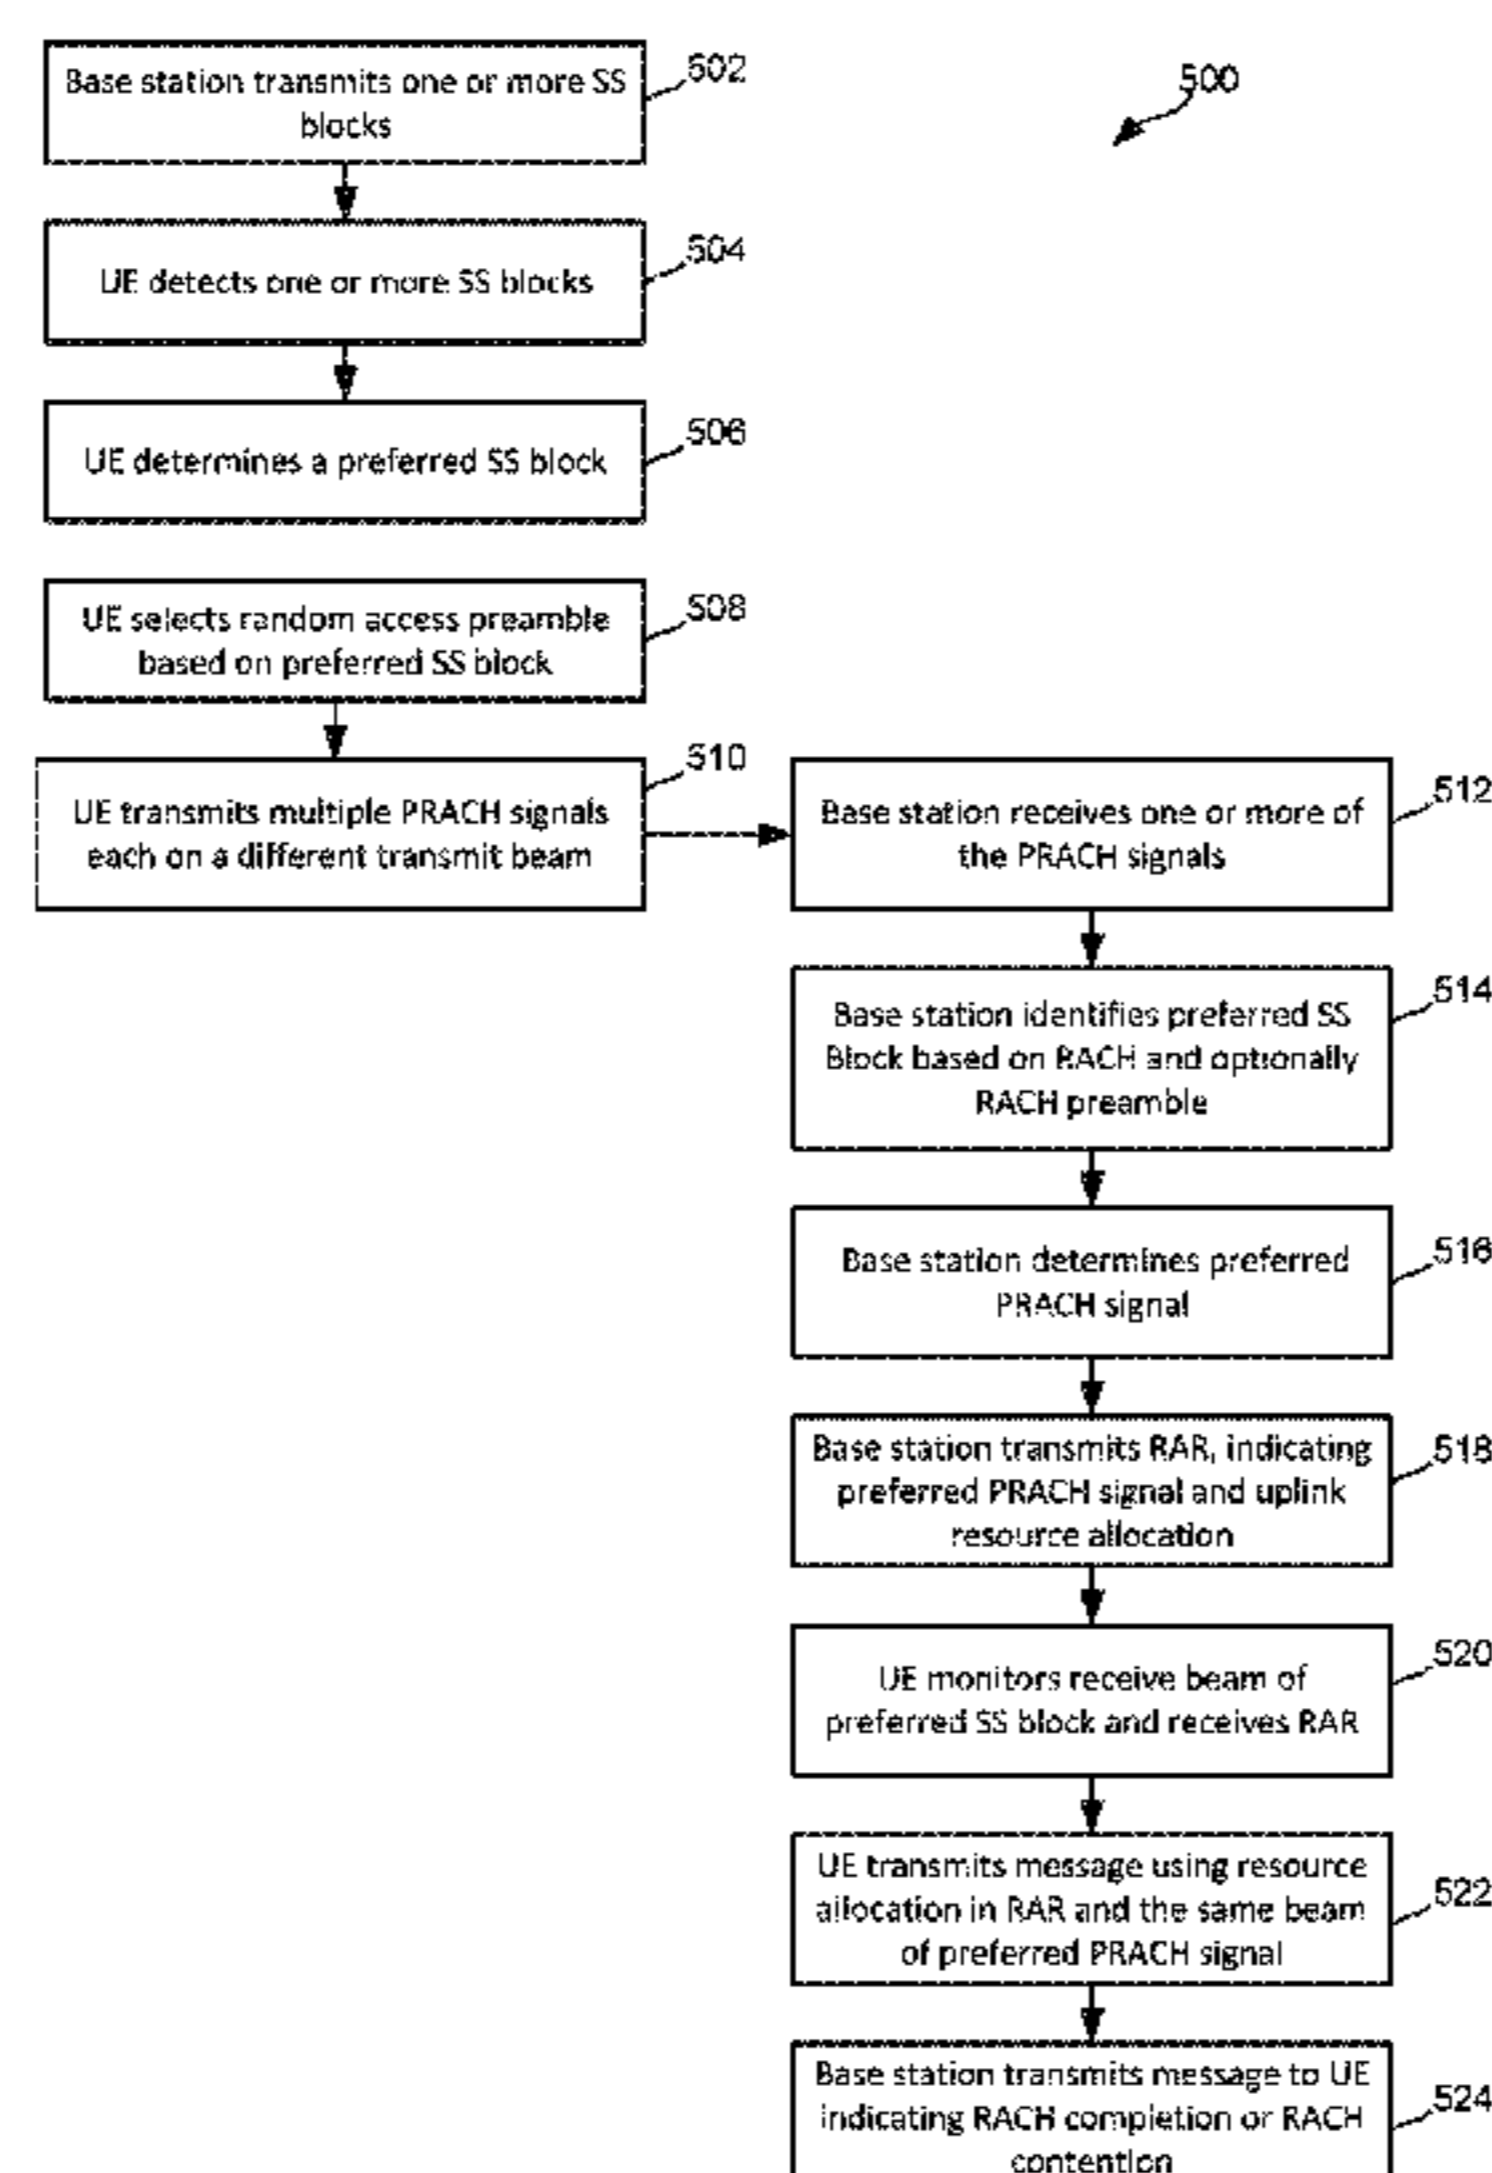 Base station transmits one or more SS
blocks
502
500
UE detects one or more SS blocks
504
UE determines a preferred SS block
506
UE selects random access preamble
based on preferred SS block
508
UE transmits multiple PRACH signals
each on a different transmit beam
510
Base station receives one or more of
the PRACH signals
512
Base station identifies preferred SS
Block based on RACH and optionally
RACH preamble
514
Base station determines preferred
PRACH signal
516
Base station transmits RAR, indicating
preferred PRACH signal and uplink
resource allocation
518
UE monitors receive beam of
preferred SS block and receives RAR
520
UE transmits message using resource
allocation in RAR and the same beam
of preferred PRACH signal
522
Base station transmits message to UE
indicating RACH completion or RACH
contention
524